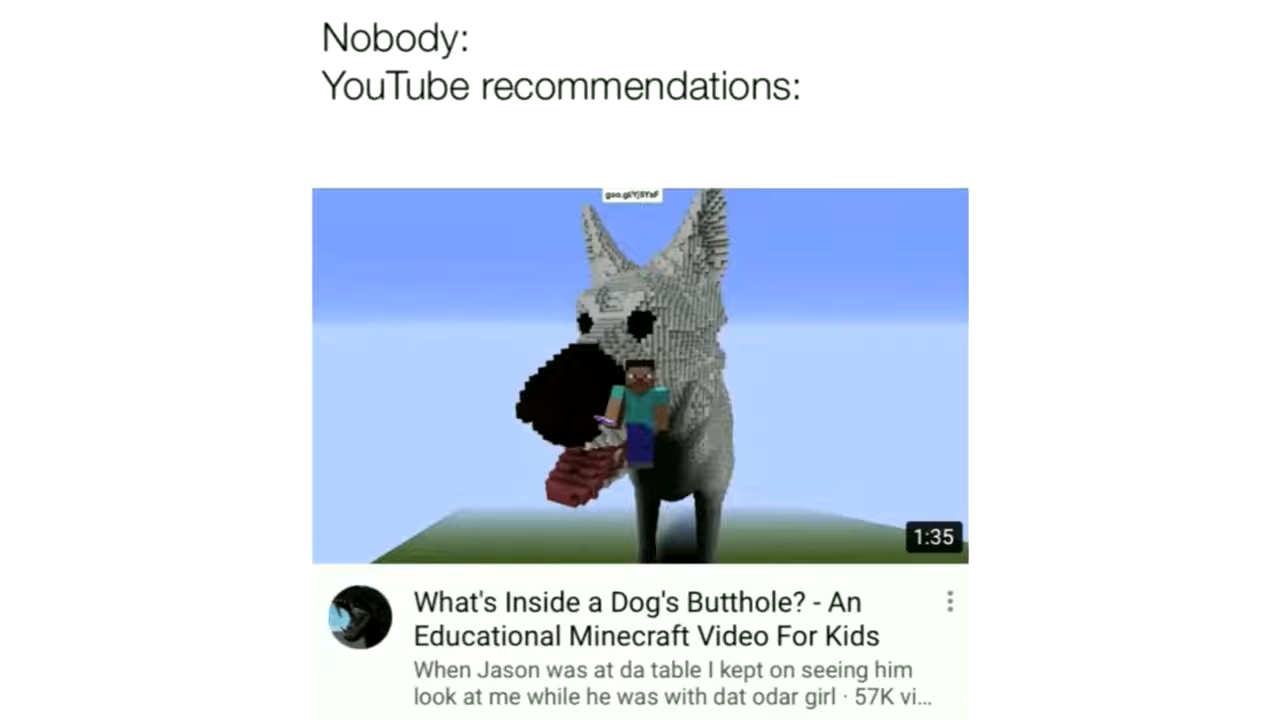 Nobody:
YouTube recommendations:
1:35
What's Inside a Dog's Butthole? - An
Educational Minecraft Video For Kids
When Jason was at da table I kept on seeing him
look at me while he was with dat odar girl · 57K vi...